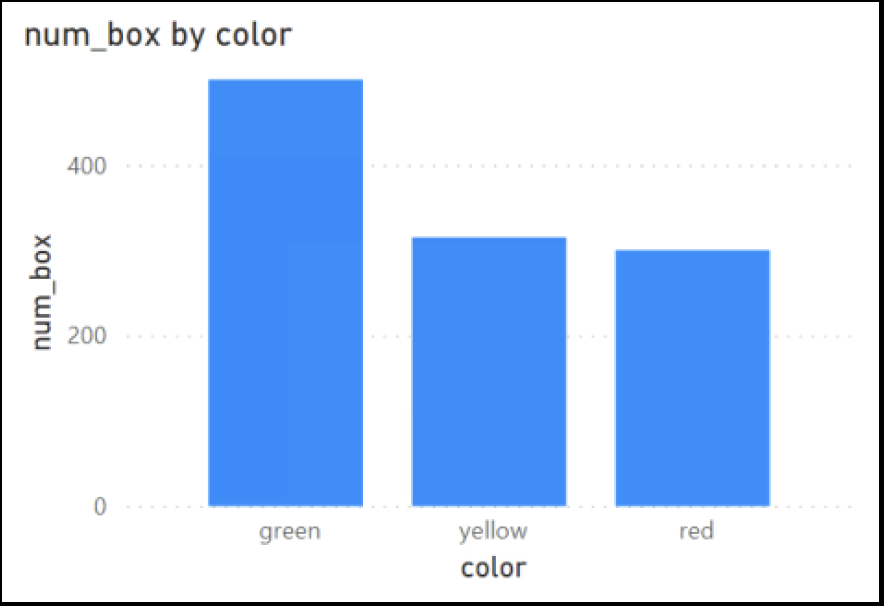 num_box by color
400
200
0
num_box
green yellow red
color